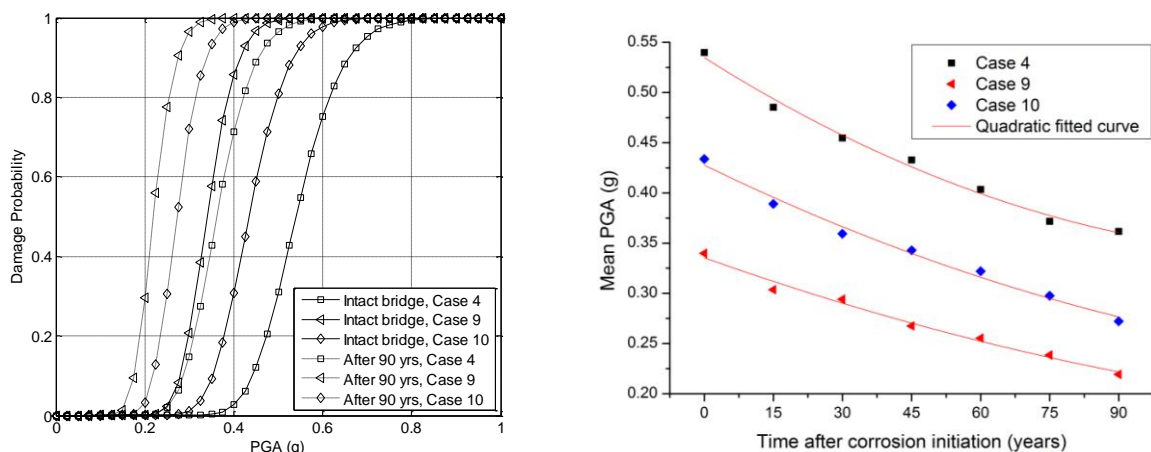 1
0.8
0.6
0.4
0.2
0
0
0.2
0.4
0.6
0.8
1
Damage Probability
PGA (g)
Intact bridge, Case 4
Intact bridge, Case 9
Intact bridge, Case 10
After 90 yrs, Case 4
After 90 yrs, Case 9
After 90 yrs, Case 10
0.55
0.50
0.45
0.40
0.35
0.30
0.25
0.20
0
15
30
45
60
75
90
Mean PGA (g)
Time after corrosion initiation (years)
Case 4
Case 9
Case 10
Quadratic fitted curve